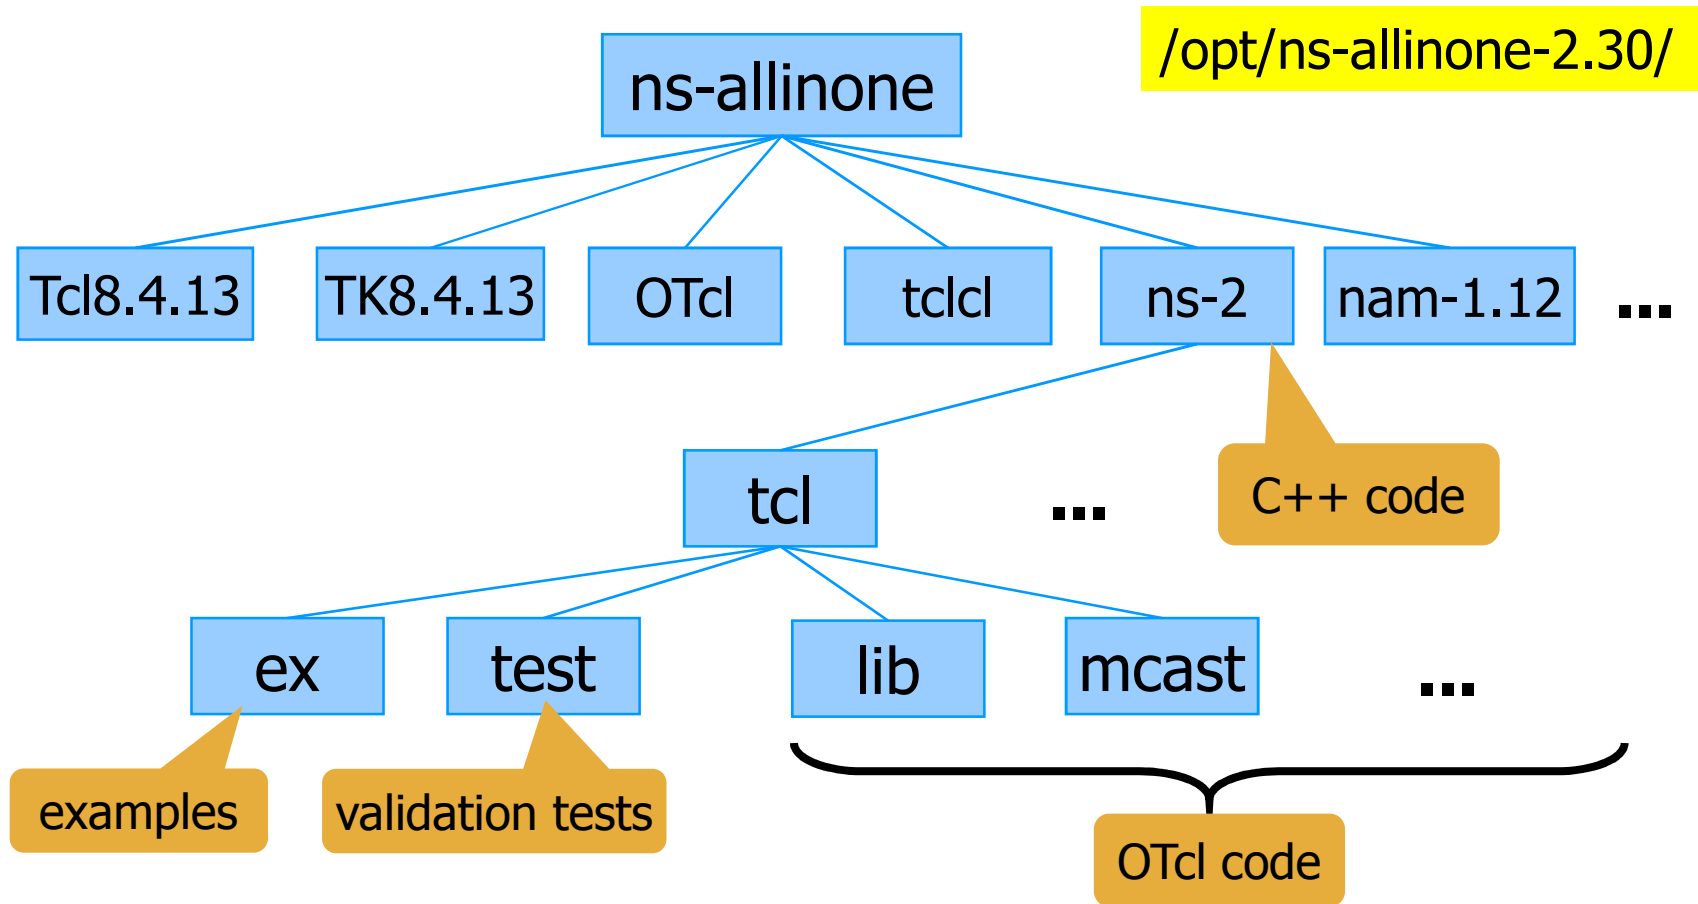 /opt/ns-allinone-2.30/
ns-allinone
Tcl8.4.13
TK8.4.13
OTcl
tclcl
ns-2
nam-1.12
...
tcl
...
C++ code
ex
test
lib
mcast
...
examples
validation tests
OTcl code